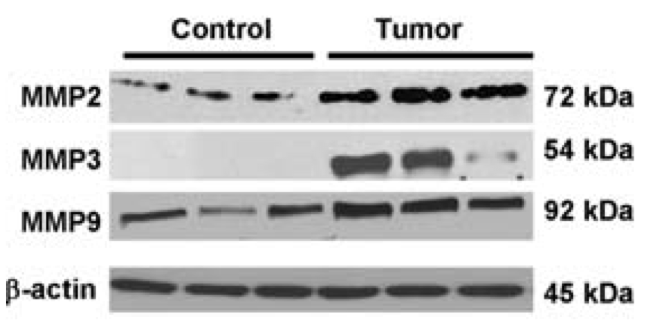 Control Tumor
MMP2 72 kDa
MMP3 54 kDa
MMP9 92 kDa
β-actin 45 kDa